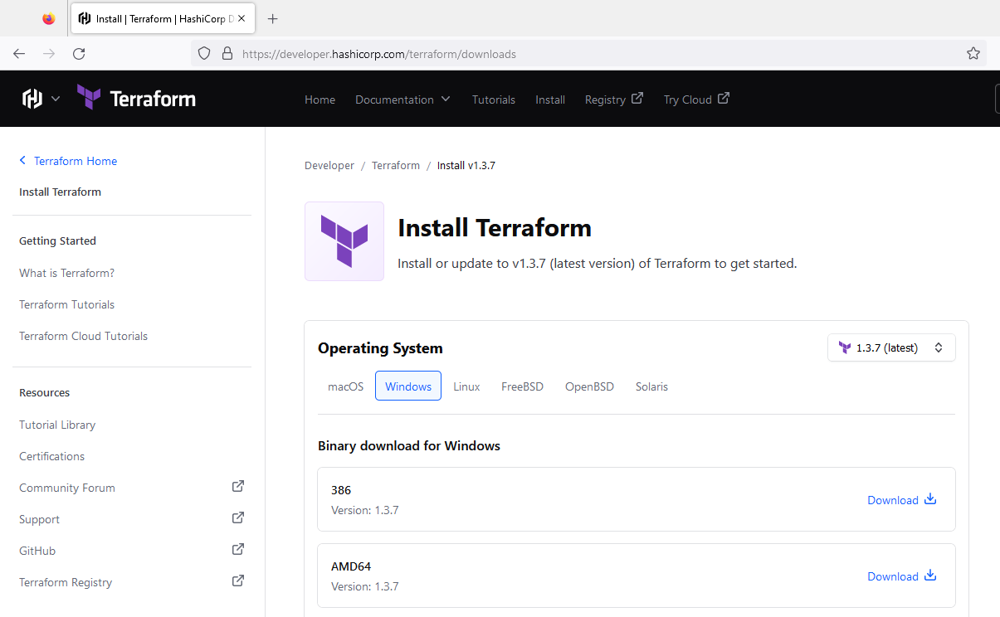 Install | Terraform | HashiCorp D
https://developer.hashicorp.com/terraform/downloads
Terraform
Home
Documentation
Tutorials
Install
Registry
Try Cloud
Terraform Home
Install Terraform
Getting Started
What is Terraform?
Terraform Tutorials
Terraform Cloud Tutorials
Resources
Tutorial Library
Certifications
Community Forum
Support
GitHub
Terraform Registry
Developer / Terraform / Install v1.3.7
Install Terraform
Install or update to v1.3.7 (latest version) of Terraform to get started.
Operating System
1.3.7 (latest)
macOS
Windows
Linux
FreeBSD
OpenBSD
Solaris
Binary download for Windows
386
Version: 1.3.7
Download
AMD64
Version: 1.3.7
Download